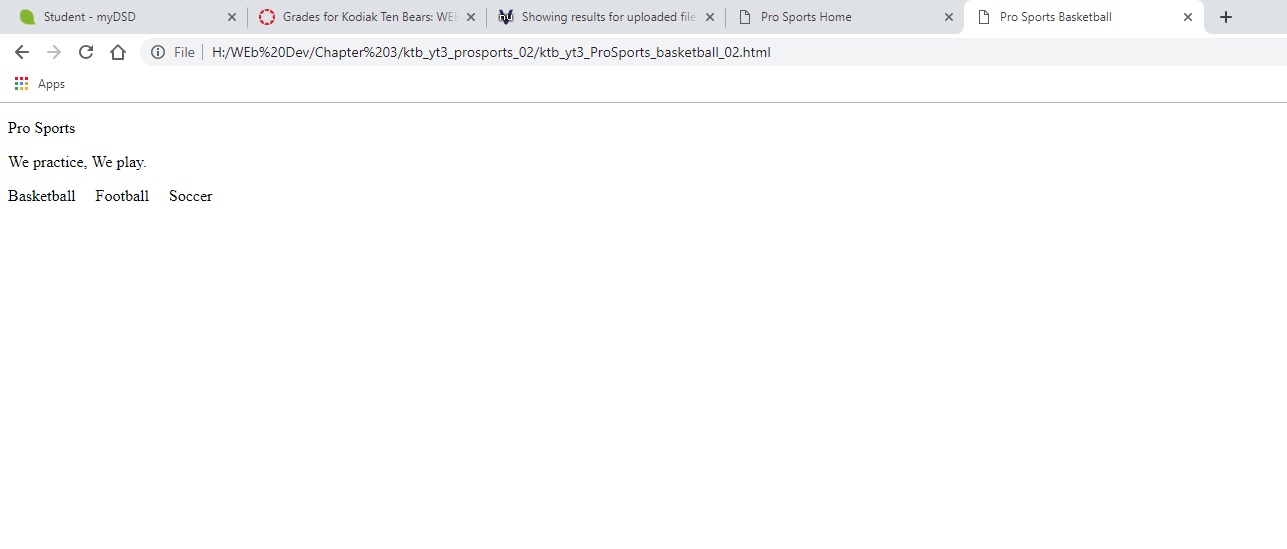 Student - myDSD
Grades for Kodiak Ten Bears: WEB
Showing results for uploaded file
Pro Sports Home
Pro Sports Basketball
File
H:/WEb%20Dev/Chapter%203/ktb_yt3_prosports_02/ktb_yt3_ProSports_basketball_02.html
Apps
Pro Sports
We practice, We play.
Basketball Football Soccer